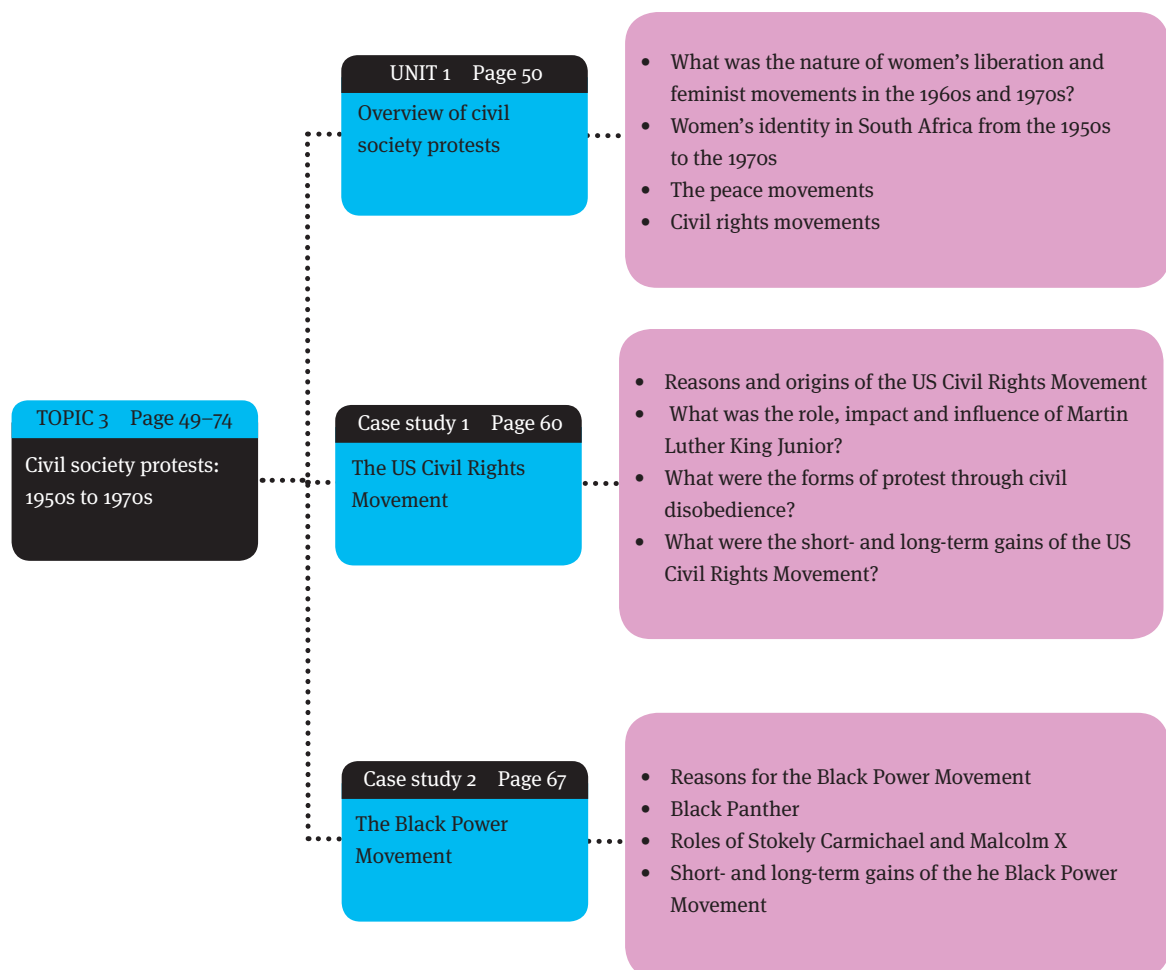 TOPIC 3 Page 49–74
Civil society protests:
1950s to 1970s
UNIT 1 Page 50
Overview of civil
society protests
• What was the nature of women’s liberation and
feminist movements in the 1960s and 1970s?
• Women’s identity in South Africa from the 1950s
to the 1970s
• The peace movements
• Civil rights movements
Case study 1 Page 60
The US Civil Rights
Movement
• Reasons and origins of the US Civil Rights Movement
• What was the role, impact and influence of Martin
Luther King Junior?
• What were the forms of protest through civil
disobedience?
• What were the short- and long-term gains of the US
Civil Rights Movement?
Case study 2 Page 67
The Black Power
Movement
• Reasons for the Black Power Movement
• Black Panther
• Roles of Stokely Carmichael and Malcolm X
• Short- and long-term gains of the he Black Power
Movement